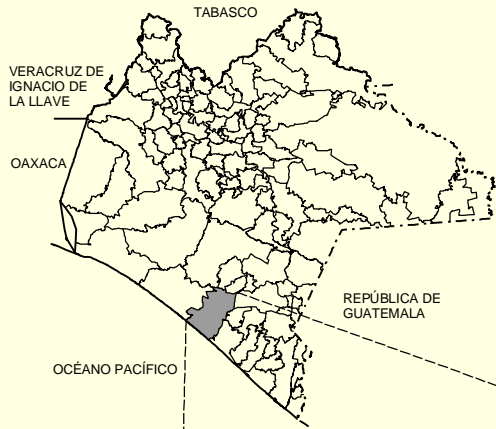 TABASCO
VERACRUZ DE
IGNACIO DE
LA LLAVE
OAXACA
REPÚBLICA DE
GUATEMALA
OCÉANO PACÍFICO